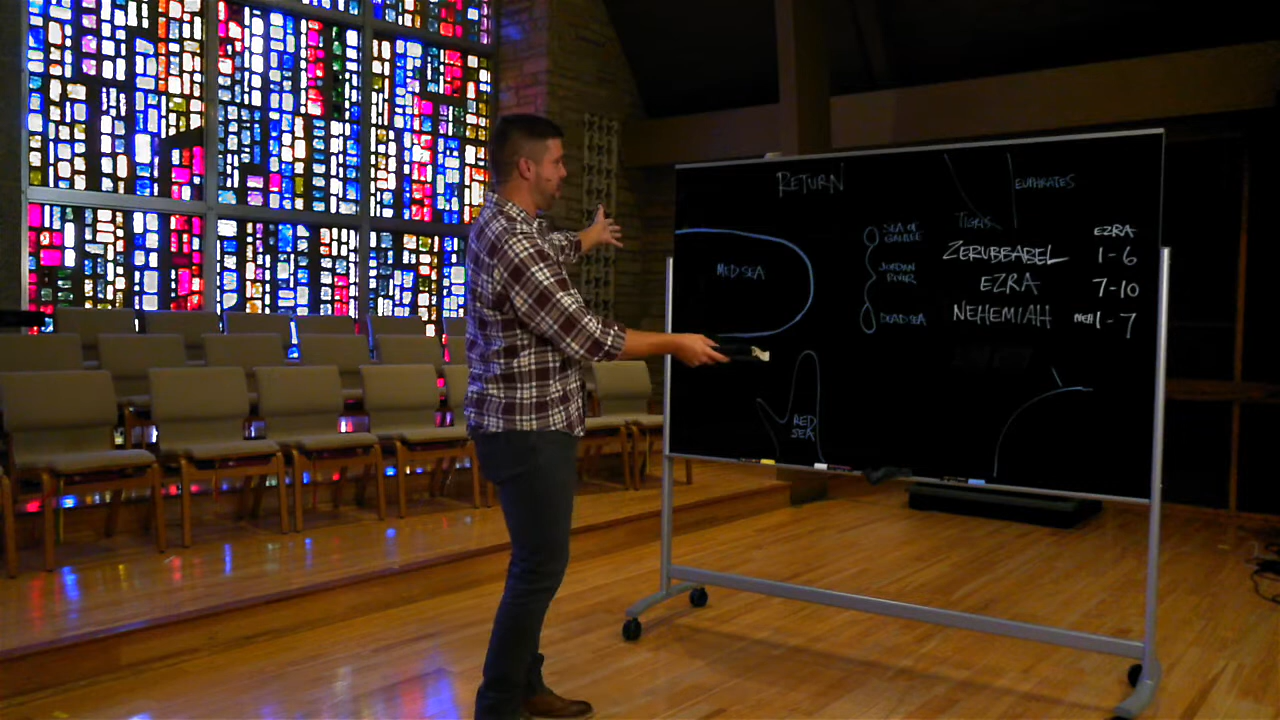 RETURN
EUPHRATES
TIGRIS
SEA OF
GALILEE
EZRA
ZERUBBABEL 1-6
MED SEA
JORDAN
RIVER
EZRA 7-10
DEAD SEA
NEHEMIAH NEH 1-7
RED
SEA